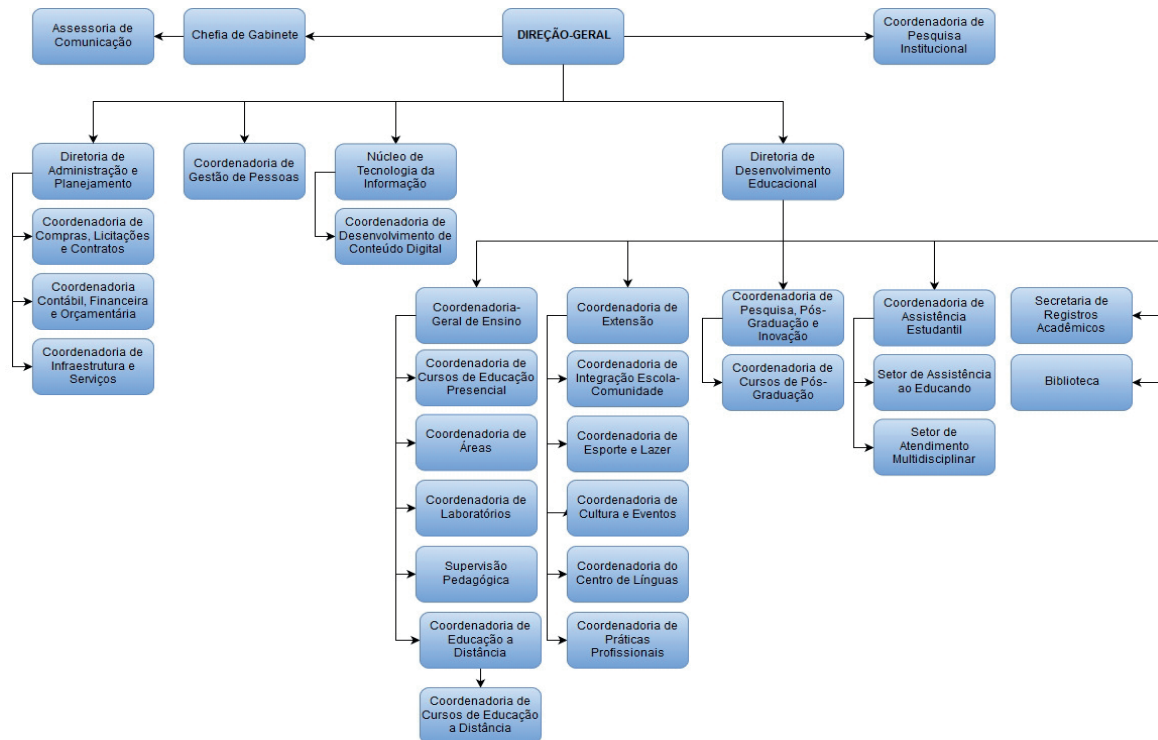 Assessoria de
Comunicação
Chefia de Gabinete
DIREÇÃO-GERAL
Coordenadoria de
Pesquisa
Institucional
Diretoria de
Administração e
Planejamento
Coordenadoria de
Gestão de Pessoas
Núcleo de
Tecnologia da
Informação
Diretoria de
Desenvolvimento
Educacional
Coordenadoria de
Compras, Licitações
e Contratos
Coordenadoria de
Desenvolvimento de
Conteúdo Digital
Coordenadoria
Contábil, Financeira
e Orçamentária
Coordenadoria de
Infraestrutura e
Serviços
Coordenadoria-
Geral de Ensino
Coordenadoria de
Extensão
Coordenadoria de
Pesquisa, Pós-
Graduação e
Inovação
Coordenadoria de
Assistência
Estudantil
Secretaria de
Registros
Acadêmicos
Coordenadoria de
Cursos de Educação
Presencial
Coordenadoria de
Integração Escola-
Comunidade
Coordenadoria de
Cursos de Pós-
Graduação
Setor de Assistência
ao Educando
Biblioteca
Coordenadoria de
Áreas
Coordenadoria de
Esporte e Lazer
Setor de
Atendimento
Multidisciplinar
Coordenadoria de
Laboratórios
Coordenadoria de
Cultura e Eventos
Supervisão
Pedagógica
Coordenadoria do
Centro de Línguas
Coordenadoria de
Educação a
Distância
Coordenadoria de
Práticas
Profissionais
Coordenadoria de
Cursos de Educação
a Distância